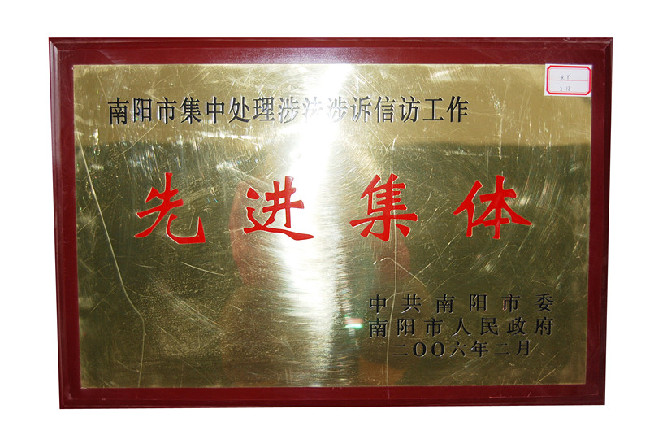 南阳市集中处理涉法涉诉信访工作
先进集体
中共南阳市委
南阳市人民政府
二〇〇六年二月